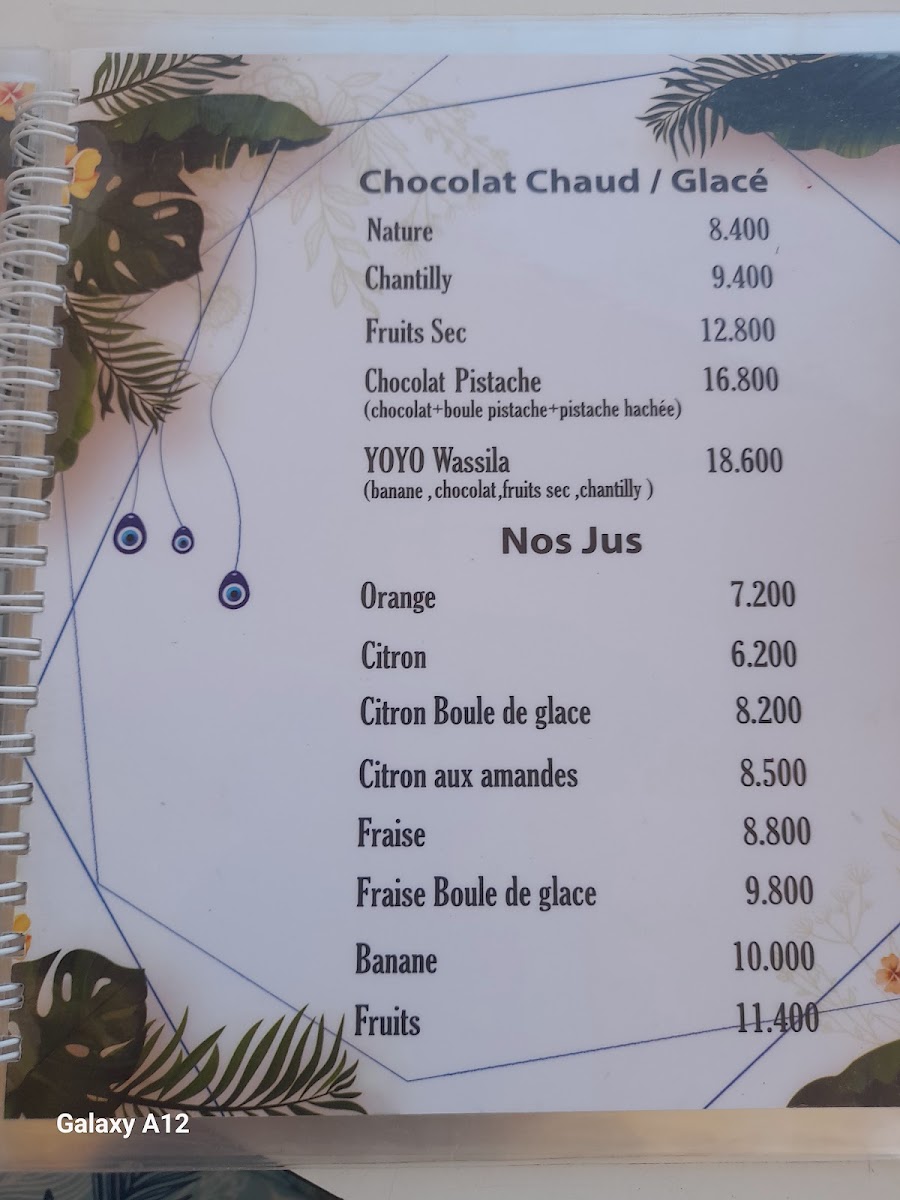 Chocolat Chaud / Glacé
Nature 8.400
Chantilly 9.400
Fruits Sec 12.800
Chocolat Pistache 16.800
(chocolat+boule pistache+pistache hachée)
YOYO Wassila 18.600
(banane ,chocolat,fruits sec ,chantilly )
Nos Jus
Orange 7.200
Citron 6.200
Citron Boule de glace 8.200
Citron aux amandes 8.500
Fraise 8.800
Fraise Boule de glace 9.800
Banane 10.000
Fruits 11.400
Galaxy A12